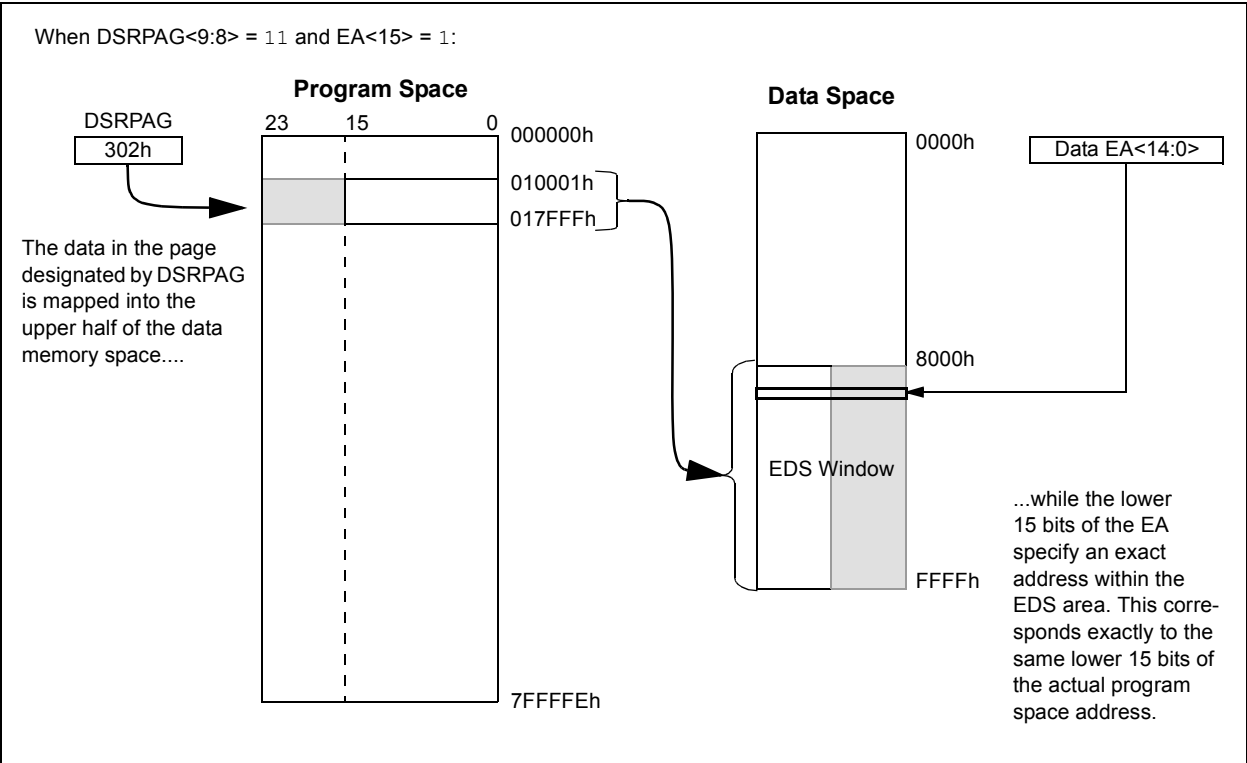 When DSRPAG<9:8> = 11 and EA<15> = 1:
Program Space
Data Space
DSRPAG
302h
23 15 0
000000h
010001h
017FFFh
7FFFFEh
The data in the page
designated by DSRPAG
is mapped into the
upper half of the data
memory space....
0000h
8000h
EDS Window
FFFFh
Data EA<14:0>
...while the lower
15 bits of the EA
specify an exact
address within the
EDS area. This corre-
sponds exactly to the
same lower 15 bits of
the actual program
space address.